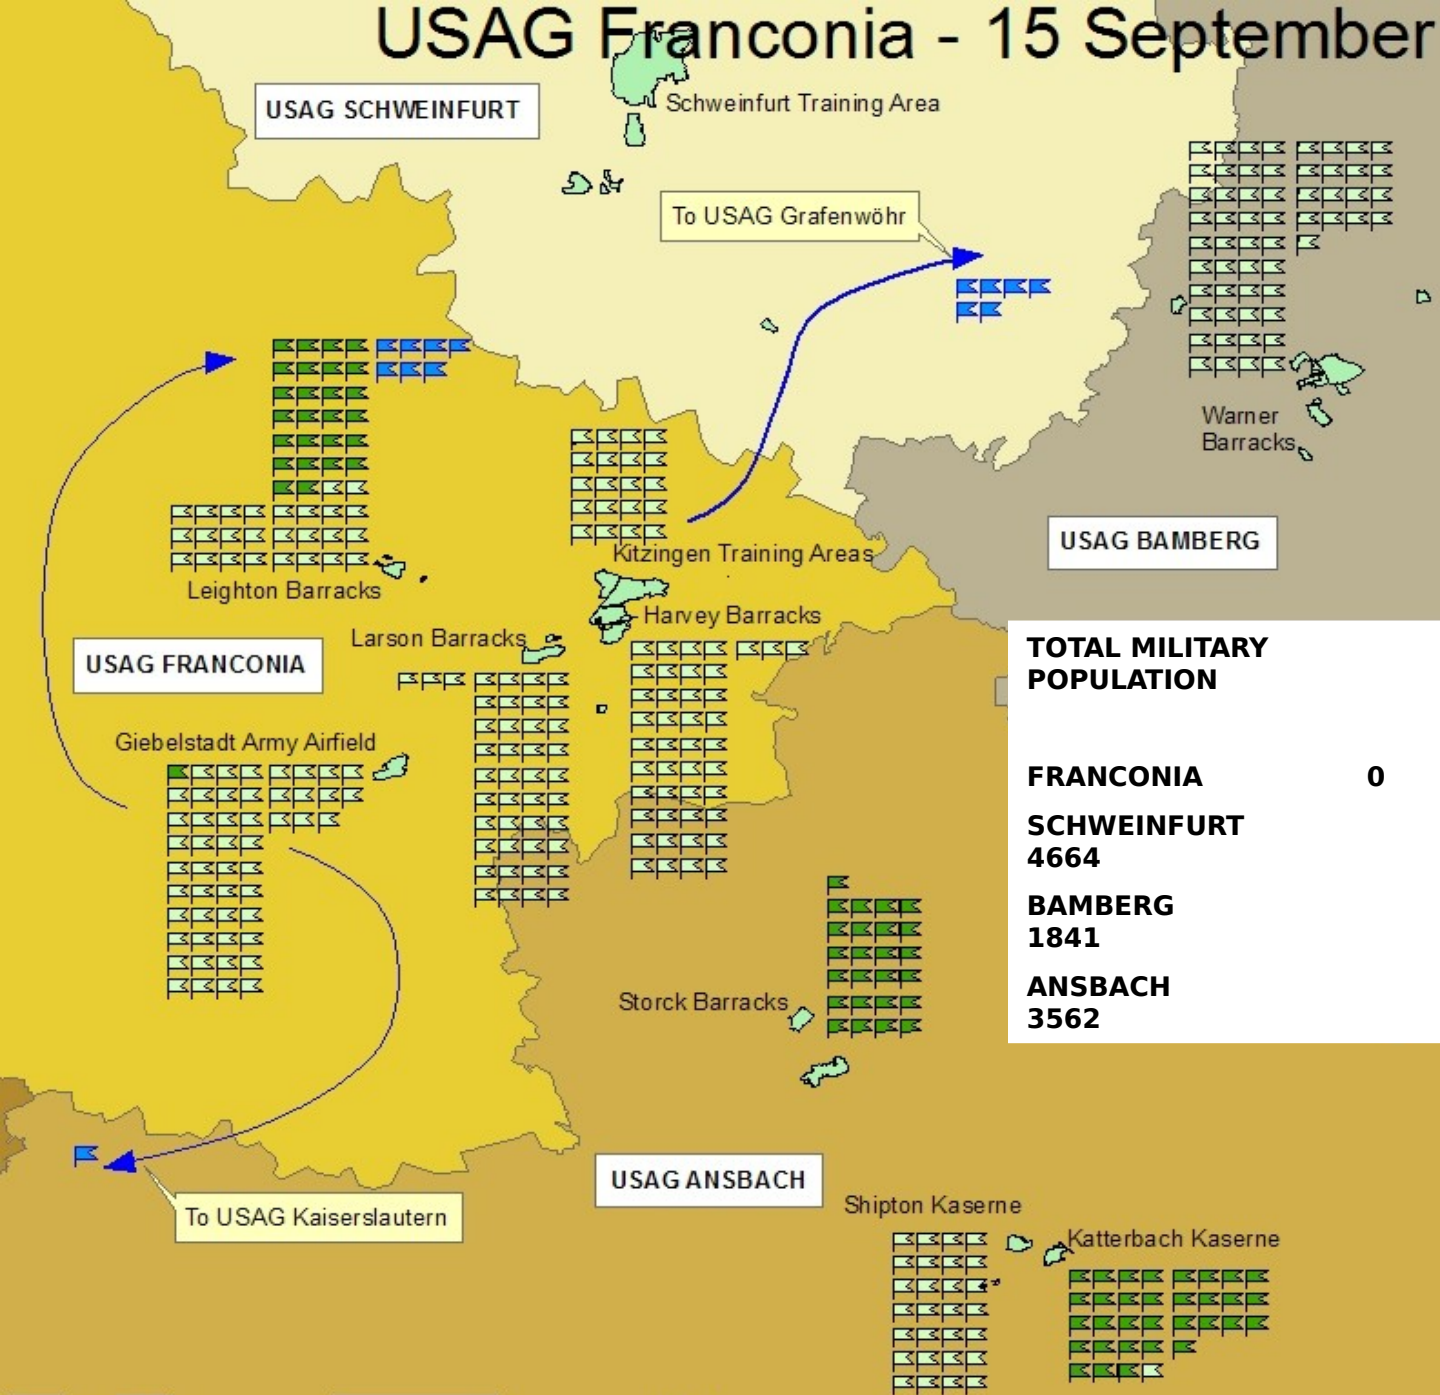 USAG Franconia - 15 September
USAG SCHWEINFURT
Schweinfurt Training Area
To USAG Grafenwöhr
Warner
Barracks
USAG BAMBERG
Kitzingen Training Areas
Leighton Barracks
Harvey Barracks
Larson Barracks
USAG FRANCONIA
Giebelstadt Army Airfield
TOTAL MILITARY
POPULATION
FRANCONIA 0
SCHWEINFURT
4664
BAMBERG
1841
ANSBACH
3562
Storck Barracks
USAG ANSBACH
To USAG Kaiserslautern
Shipton Kaserne
Katterbach Kaserne